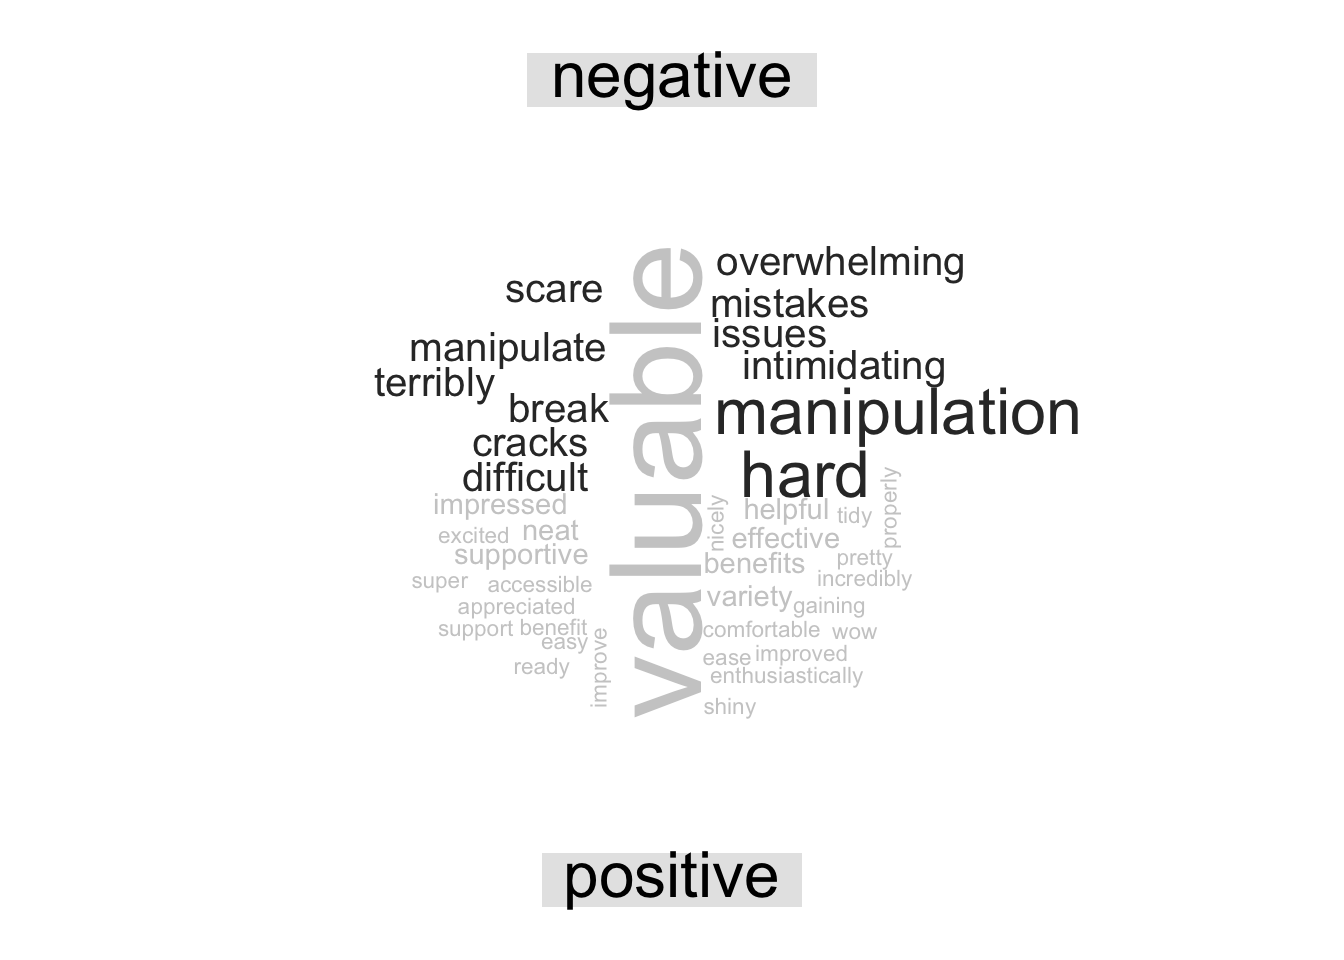 negative
overwhelming
scare
mistakes
issues
manipulate
intimidating
terribly
break
manipulation
cracks
hard
difficult
valuable
impressed
nicely
helpful
tidy
properly
excited
neat
effective
supportive
benefits
pretty
super
accessible
incredibly
appreciated
variety
gaining
support
benefit
comfortable
wow
easy
improve
ease
improved
ready
enthusiastically
shiny
positive